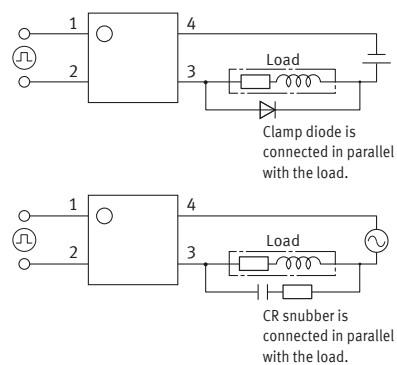 1
4
2
3
Load
Clamp diode is
connected in parallel
with the load.
1
4
2
3
Load
CR snubber is
connected in parallel
with the load.